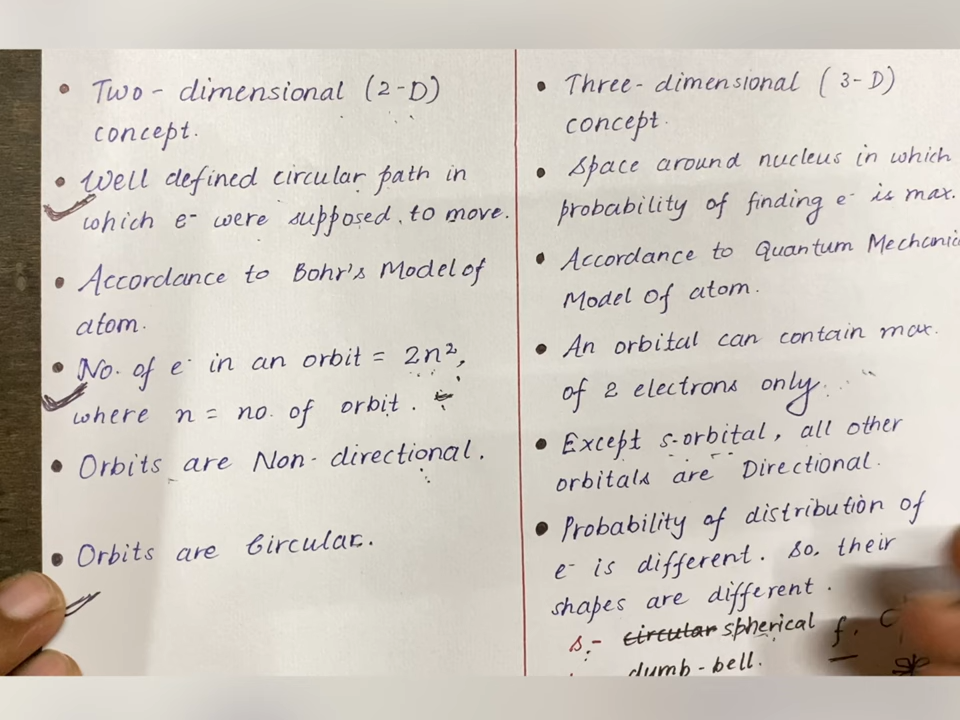 • Two-dimensional (2-D)
concept.
• Well defined circular path in
which e- were supposed to move.
• Accordance to Bohr's Model of
atom.
• No. of e- in an orbit = 2n²,
where n = no. of orbit.
• Orbits are Non-directional.
• Orbits are Circular.
• Three-dimensional (3-D)
concept.
• Space around nucleus in which
probability of finding e- is max.
• Accordance to Quantum Mechanic
Model Of atom.
• An orbital can contain max.
of 2 electrons only.
• Except s-orbital, all other
orbitals are Directional.
• Probability of distribution of
e- is different. So, their
shapes are different.
s,- circular spherical f,
dumb-bell.